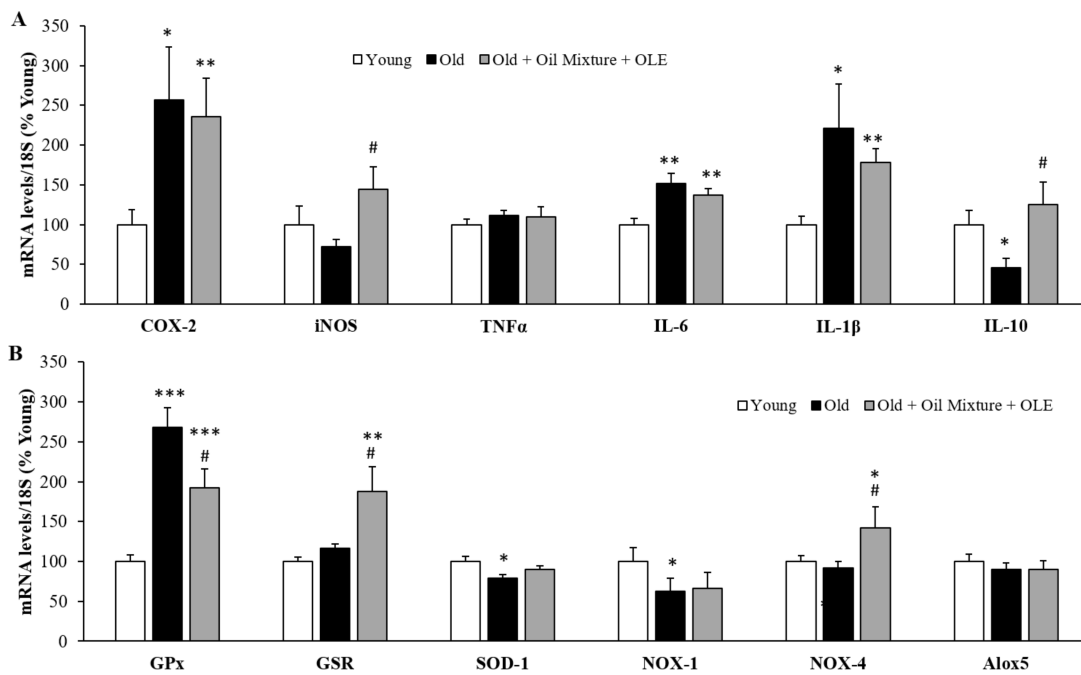 A
mRNA levels/18S (% Young)
350
300
250
200
150
100
50
0
Young Old Old + Oil Mixture + OLE
* ** # ** ** * ** * #
COX-2 iNOS TNFα IL-6 IL-1β IL-10
B
mRNA levels/18S (% Young)
350
300
250
200
150
100
50
0
Young Old Old + Oil Mixture + OLE
*** *** # ** # * * * #
GPx GSR SOD-1 NOX-1 NOX-4 Alox5